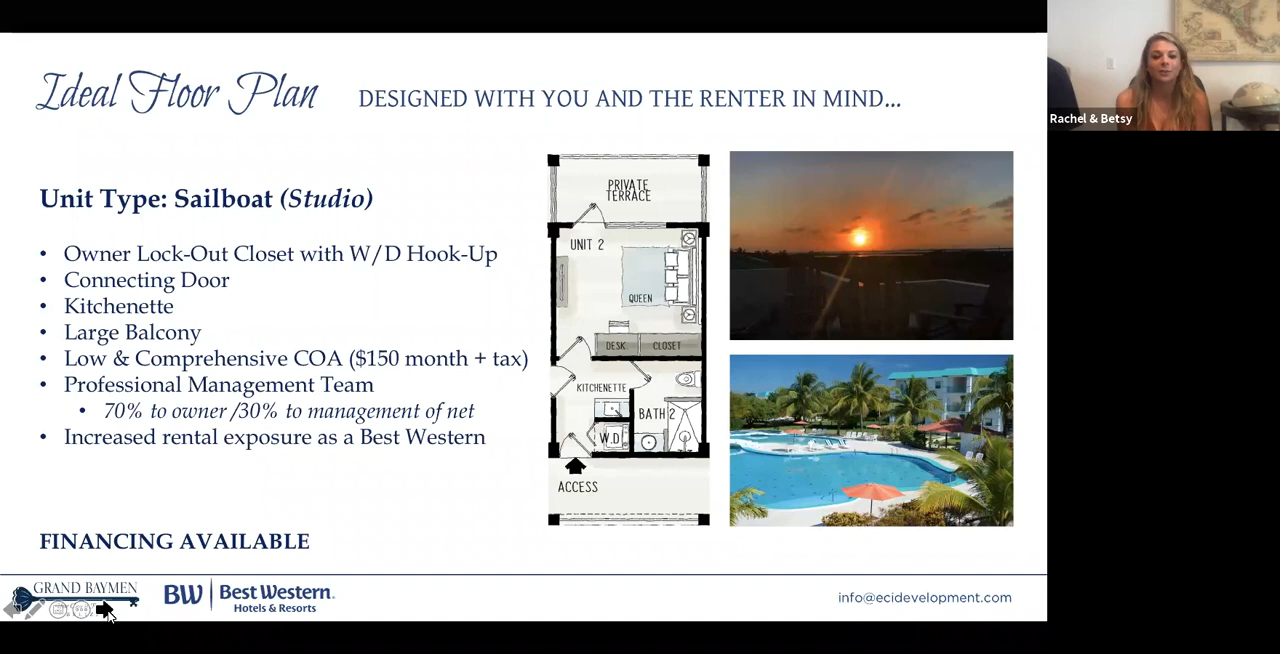 Ideal Floor Plan
DESIGNED WITH YOU AND THE RENTER IN MIND...
Rachel & Betsy
Unit Type: Sailboat (Studio)
• Owner Lock-Out Closet with W/D Hook-Up
• Connecting Door
• Kitchenette
• Large Balcony
• Low & Comprehensive COA ($150 month + tax)
• Professional Management Team
• 70% to owner /30% to management of net
• Increased rental exposure as a Best Western
FINANCING AVAILABLE
PRIVATE
TERRACE
UNIT 2
QUEEN
DESK
CLOSET
KITCHENETTE
BATH 2
W.D
ACCESS
GRAND BAYMEN
BW
Best Western.
Hotels & Resorts
info@ecidevelopment.com